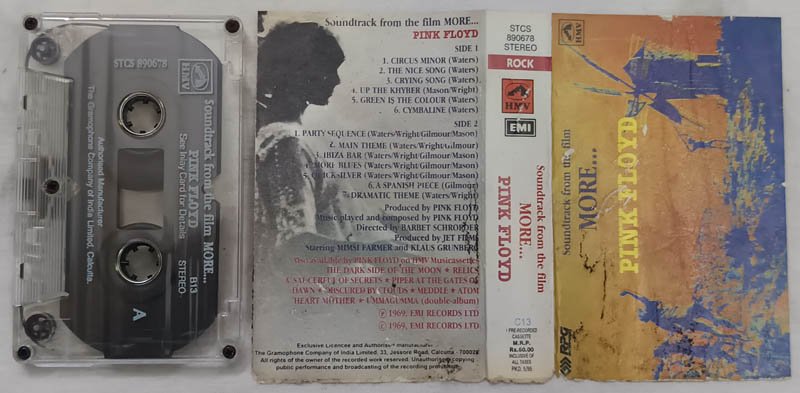 STCS 890678
HMV
Soundtrack from the film MORE...
PINK FLOYD
See Inlay Card for Details
Authorised Manufacturer
The Gramophone Company of India Limited, Calcutta.
B13
STEREO
A
Soundtrack from the film MORE...
PINK FLOYD
SIDE 1
1. CIRCUS MINOR (Waters)
2. THE NICE SONG (Waters)
3. CRYING SONG (Waters)
4. UP THE KHYBER (Mason/Wright)
5. GREEN IS THE COLOUR (Waters)
6. CYMBALINE (Waters)
SIDE 2
1. PARTY SEQUENCE (Waters/Wright/Gilmour/Mason)
2. MAIN THEME (Waters/Wright/Gilmour)
3. IBIZA BAR (Waters/Wright/Gilmour/Mason)
4. MORE BLUES (Waters/Wright/Gilmour/Mason)
5. QUICKSILVER (Waters/Wright/Gilmour/Mason)
6. A SPANISH PIECE (Gilmour)
7. DRAMATIC THEME (Waters/Wright)
Produced by PINK FLOYD
Music played and composed by PINK FLOYD
Directed by BARBET SCHROEDER
Produced by JET FILMS
Starring MIMSI FARMER and KLAUS GRUNBERG
Also available by PINK FLOYD on HMV Musicassettes
THE DARK SIDE OF THE MOON ★ RELICS
A SAUCERFUL OF SECRETS ★ PIPER AT THE GATES OF
DAWN ★ OBSCURED BY CLOUDS ★ MEDDLE ★ ATOM
HEART MOTHER ★ UMMAGUMMA (double-album)
℗ 1969, EMI RECORDS LTD
© 1969, EMI RECORDS LTD
Exclusive Licencee and Authorised manufacturer
The Gramophone Company of India Limited, 33, Jessore Road, Calcutta - 700028
All rights of the owner of the recorded work reserved. Unauthorised copying
public performance and broadcasting of the recording prohibited
STCS
890678
STEREO
ROCK
HMV
EMI
Soundtrack from the film
MORE...
PINK FLOYD
C13
PRE-RECORDED
CASSETTE
M.R.P.
Rs.60.00
INCLUSIVE OF
ALL TAXES
HMV
Soundtrack from the film
MORE...
PINK FLOYD
RPG